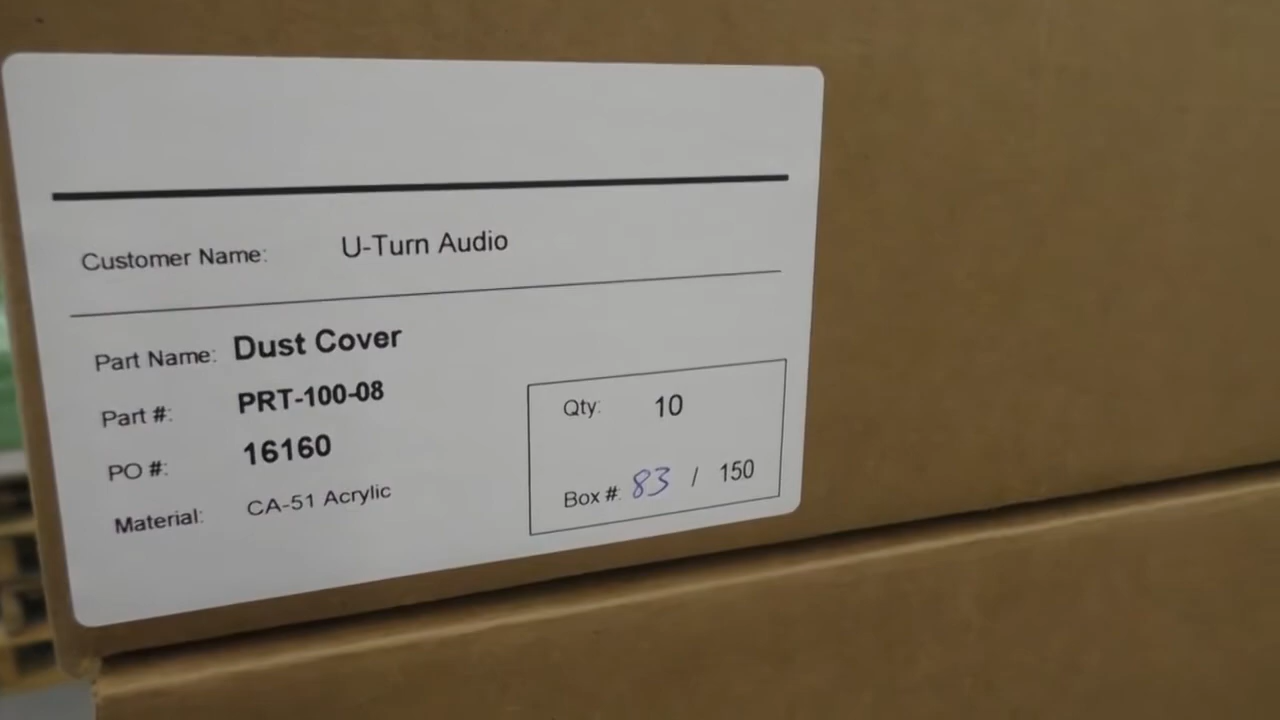 Customer Name: U-Turn Audio
Part Name: Dust Cover
Part #: PRT-100-08
PO #: 16160
Material: CA-51 Acrylic
Qty: 10
Box #: 83 / 150